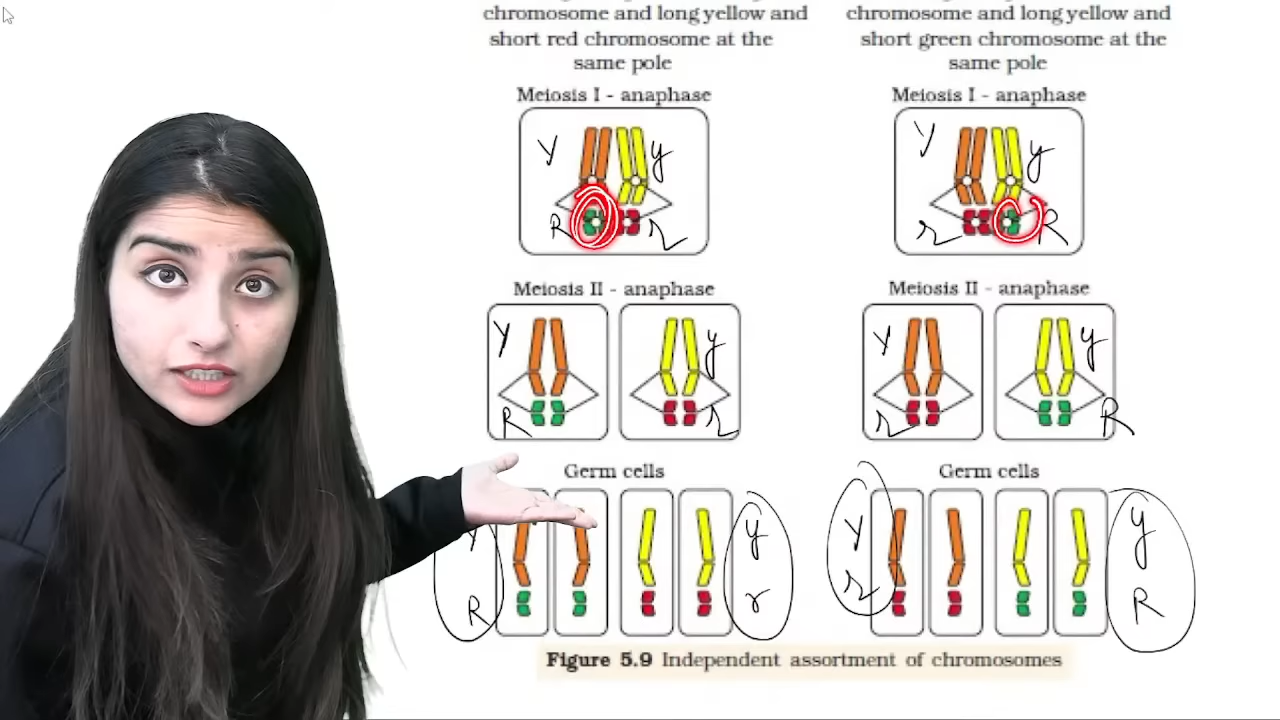 chromosome and long yellow and
short red chromosome at the
same pole
Meiosis I - anaphase
Y y
R r
Meiosis II - anaphase
Y y
R r
Germ cells
Y y
R r
chromosome and long yellow and
short green chromosome at the
same pole
Meiosis I - anaphase
Y y
r R
Meiosis II - anaphase
Y y
r R
Germ cells
Y y
r R
Figure 5.9 Independent assortment of chromosomes